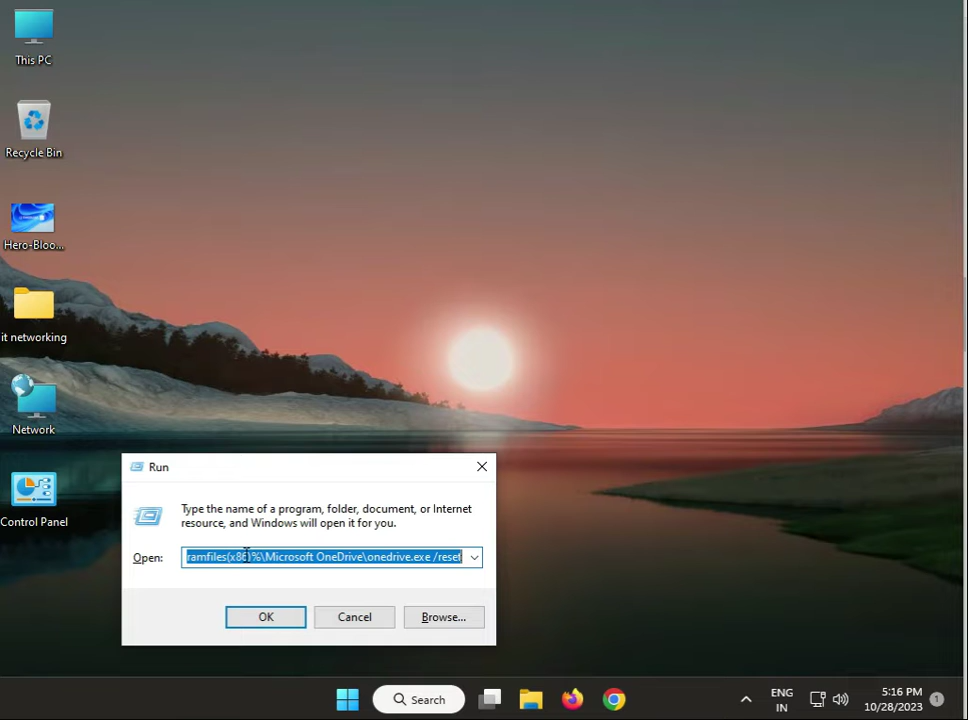 This PC
Recycle Bin
Hero-Bloo...
it networking
Network
Control Panel
Run
Type the name of a program, folder, document, or Internet
resource, and Windows will open it for you.
Open:
ramfiles(x86)%\Microsoft OneDrive\onedrive.exe /reset
OK
Cancel
Browse...
Search
ENG
IN
5:16 PM
10/28/2023
1